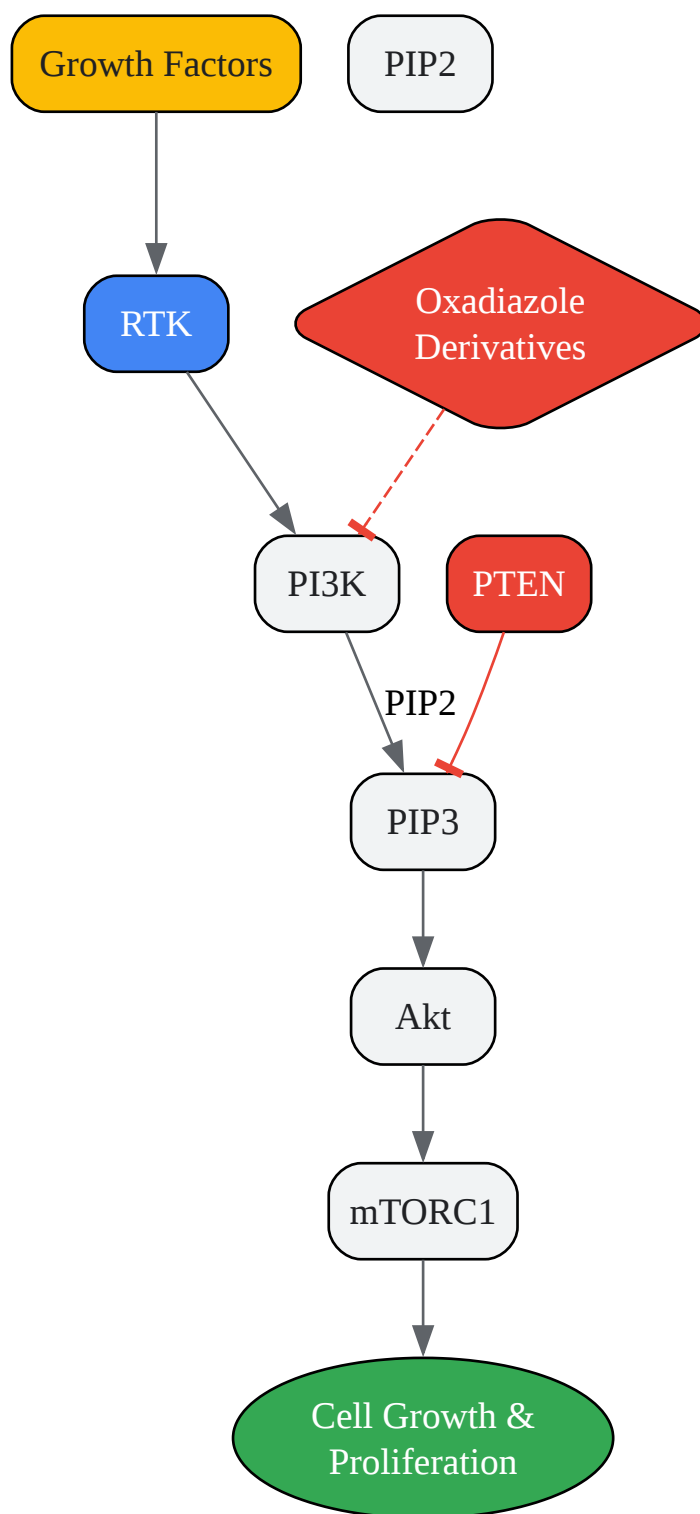 Growth Factors
PIP2
Oxadiazole
Derivatives
RTK
PI3K
PTEN
PIP2
PIP3
Akt
mTORC1
Cell Growth &
Proliferation